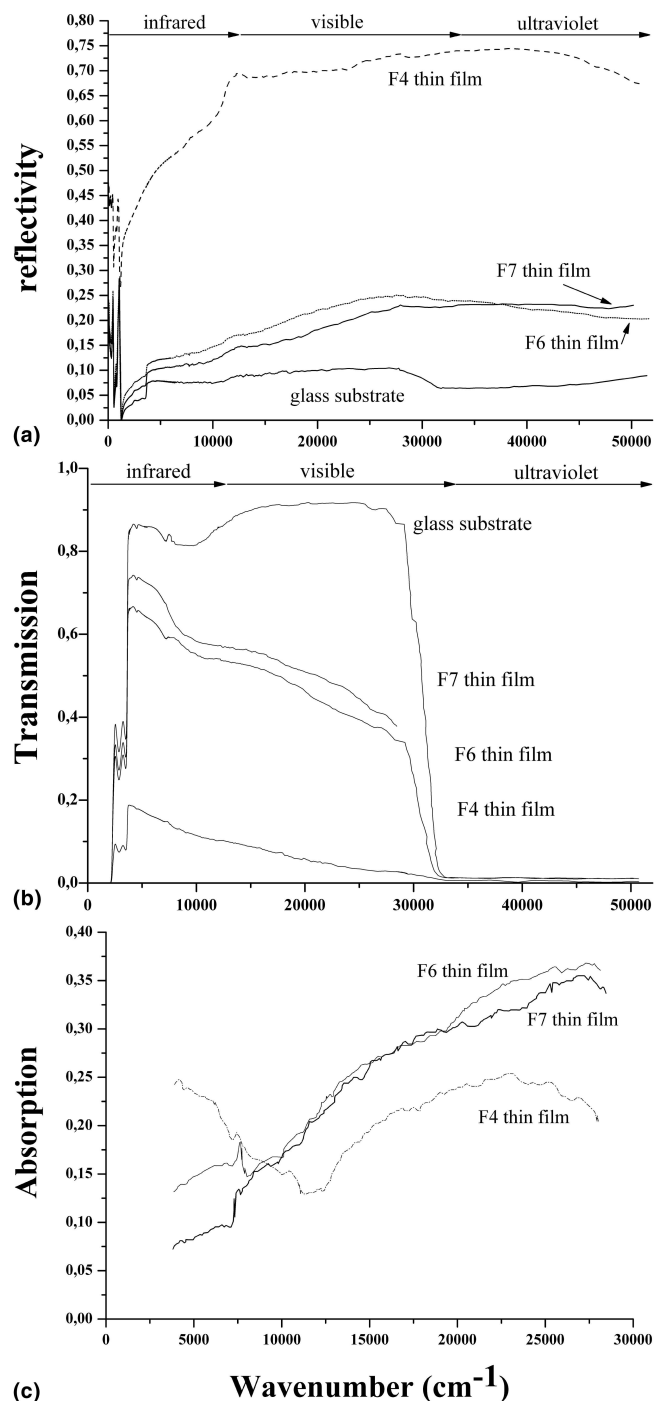 infrared visible ultraviolet
0,80
0,75
0,70
0,65
0,60
0,55
0,50
0,45
0,40
0,35
0,30
0,25
0,20
0,15
0,10
0,05
0,00
reflectivity
F4 thin film
F7 thin film
F6 thin film
glass substrate
0 10000 20000 30000 40000 50000
(a)
infrared visible ultraviolet
1,0
0,8
0,6
0,4
0,2
0,0
Transmission
glass substrate
F7 thin film
F6 thin film
F4 thin film
0 10000 20000 30000 40000 50000
(b)
0,40
0,35
0,30
0,25
0,20
0,15
0,10
0,05
0,00
Absorption
F6 thin film
F7 thin film
F4 thin film
0 5000 10000 15000 20000 25000 30000
(c)
Wavenumber (cm-1)